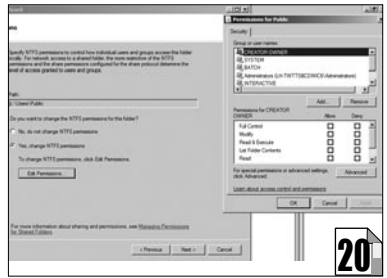 Specify NTFS permissions to control how individual users and groups access this folder
locally. For network access to a shared folder, the more restrictive of the NTFS
permissions and the share permissions configured for the share protocol determine the
level of access granted to users and groups.
Path:
Users\Public
Do you want to change the NTFS permissions for this folder?
No, do not change NTFS permissions
Yes, change NTFS permissions
To change NTFS permissions, click Edit Permissions.
Edit Permissions...
For more information about sharing and permissions, see Managing Permissions
for Shared Folders.
< Previous
Next >
Cancel
Permissions for Public
Security
Group or user names:
CREATOR OWNER
SYSTEM
BATCH
INTERACTIVE
Add...
Remove
Permissions for CREATOR
OWNER
Allow
Deny
Full Control
Modify
Read & Execute
List Folder Contents
Read
For special permissions or advanced settings,
click Advanced.
Advanced
Learn about access control and permissions
OK
Cancel
Apply
20